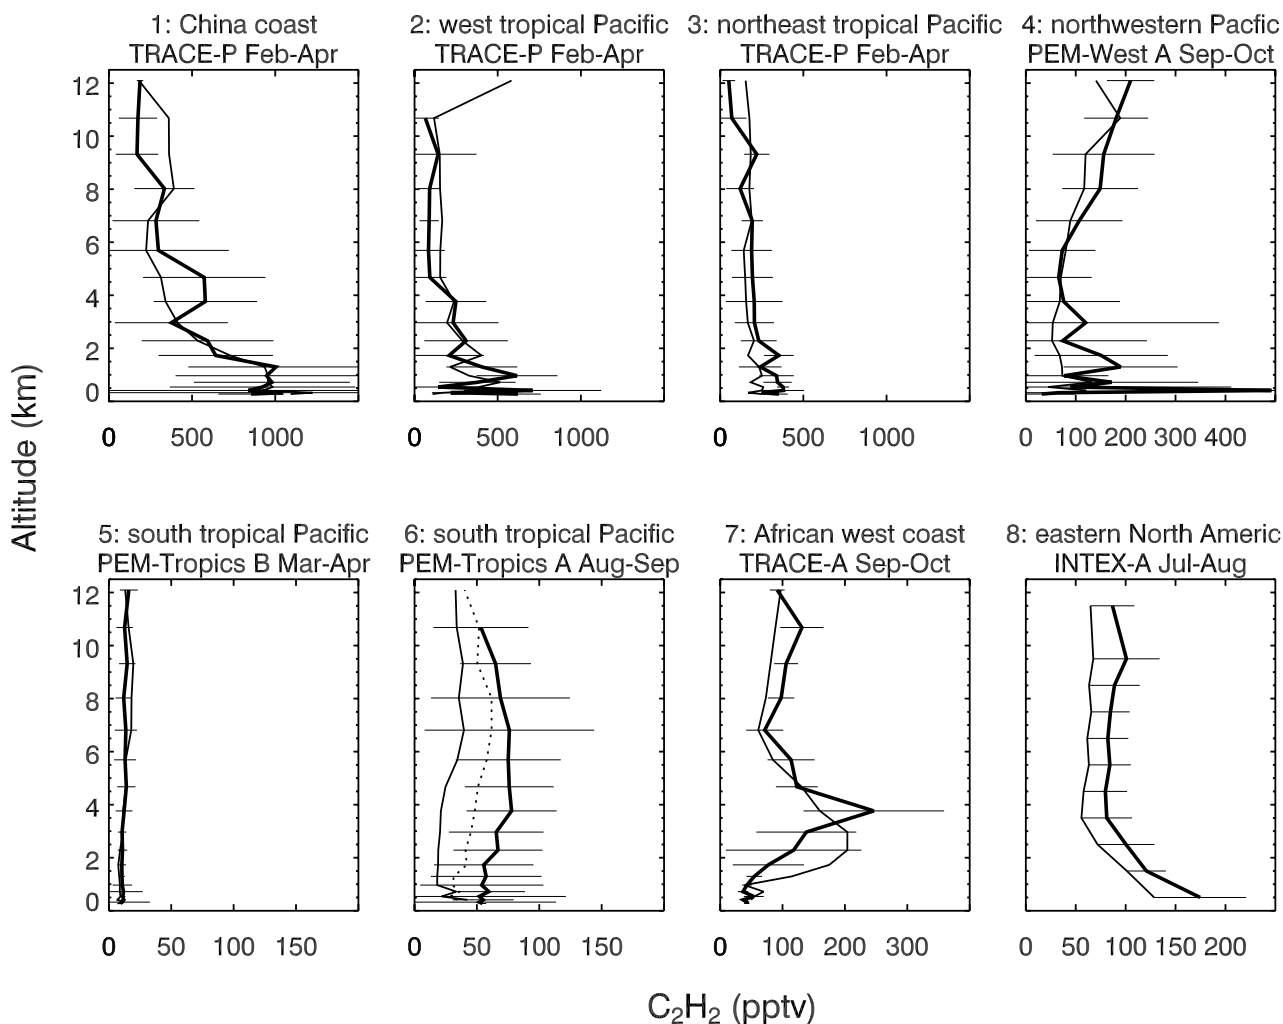 1: China coast
TRACE-P Feb-Apr
2: west tropical Pacific
TRACE-P Feb-Apr
3: northeast tropical Pacific
TRACE-P Feb-Apr
4: northwestern Pacfic
PEM-West A Sep-Oct
12
10
8
6
4
2
0
0 500 1000
0 500 1000
0 500 1000
0 100 200 300 400
Altitude (km)
5: south tropical Pacific
PEM-Tropics B Mar-Apr
6: south tropical Pacific
PEM-Tropics A Aug-Sep
7: African west coast
TRACE-A Sep-Oct
8: eastern North Americ
INTEX-A Jul-Aug
12
10
8
6
4
2
0
0 50 100 150
0 50 100 150
0 100 200 300
0 50 100 150 200
C₂H₂ (pptv)